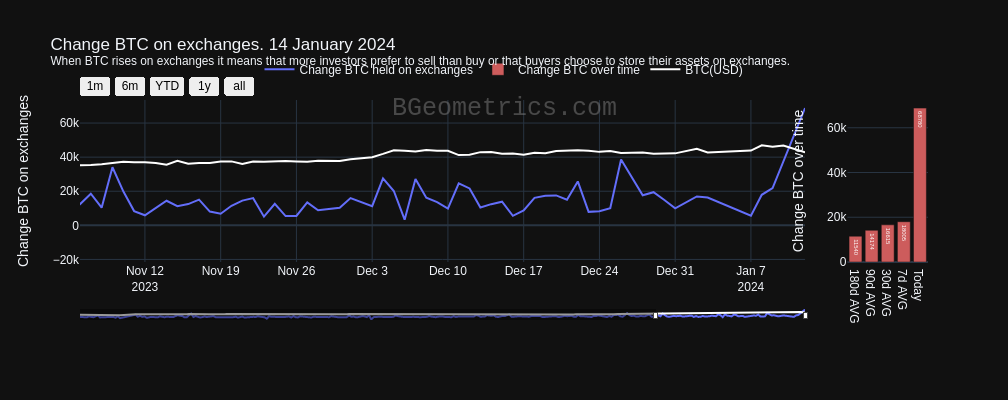 Change BTC on exchanges. 14 January 2024
When BTC rises on exchanges it means that more investors prefer to sell than buy or that buyers choose to store their assets on exchanges.
Change BTC held on exchanges
Change BTC over time
BTC(USD)
1m
6m
YTD
1y
all
BGeometrics.com
Change BTC on exchanges
60k
40k
20k
0
−20k
Nov 12
2023
Nov 19
Nov 26
Dec 3
Dec 10
Dec 17
Dec 24
Dec 31
Jan 7
2024
Change BTC over time
60k
40k
20k
0
14174
180d AVG
90d AVG
30d AVG
7d AVG
Today